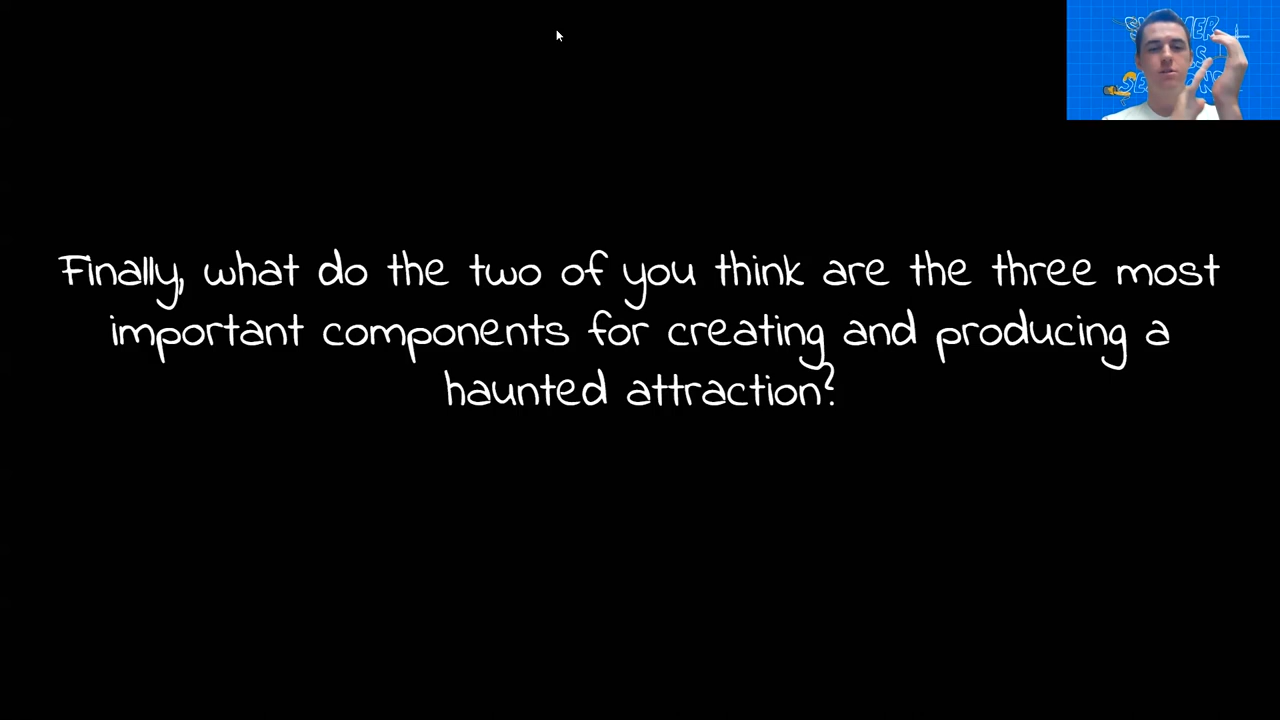 Finally, what do the two of you think are the three most
important components for creating and producing a
haunted attraction?